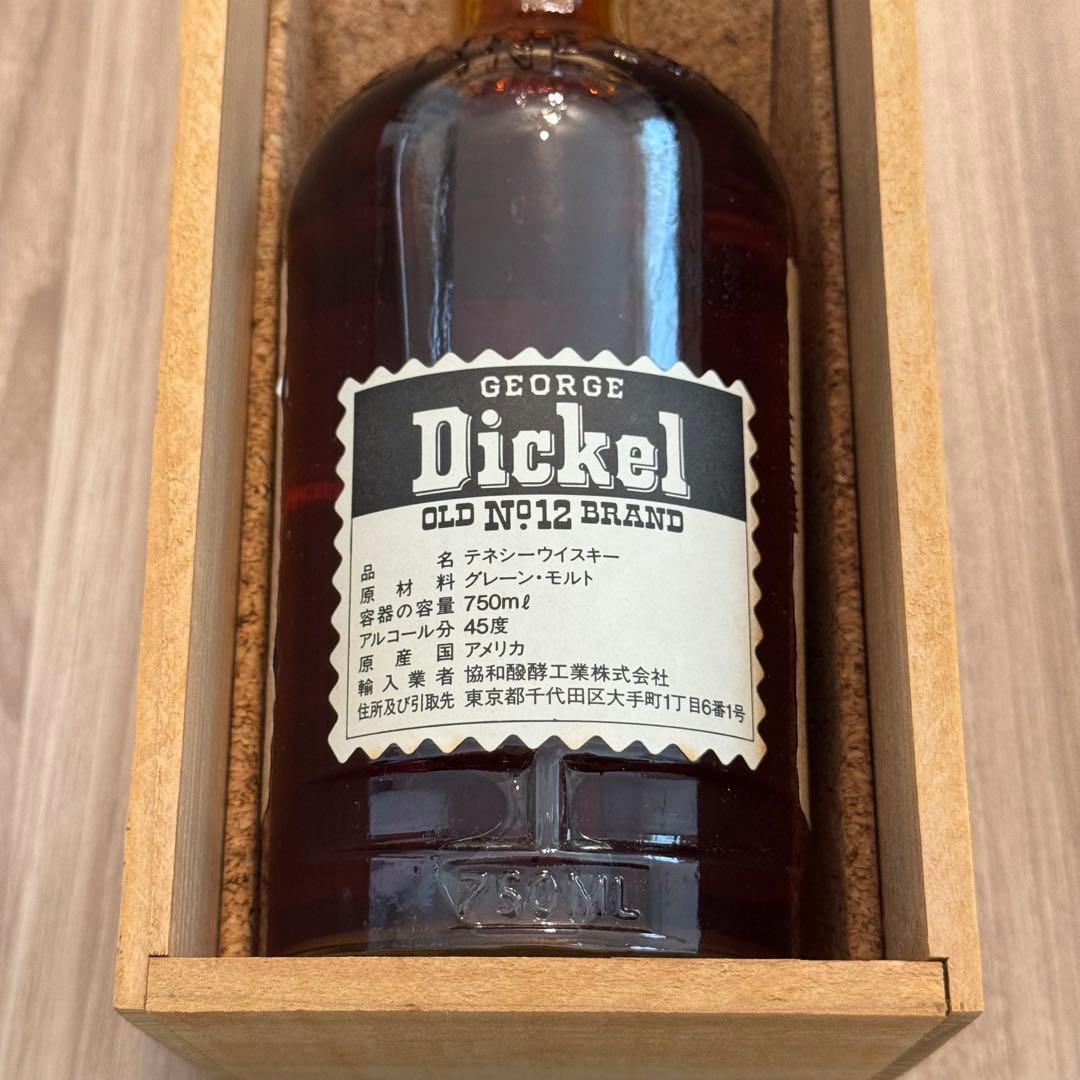 GEORGE
Dickel
OLD Nº12 BRAND
品名 テネシーウイスキー
原材料 グレーン・モルト
容器の容量 750mℓ
アルコール分 45度
原産国 アメリカ
輸入業者 協和醗酵工業株式会社
住所及び引取先 東京都千代田区大手町1丁目6番1号
750ML